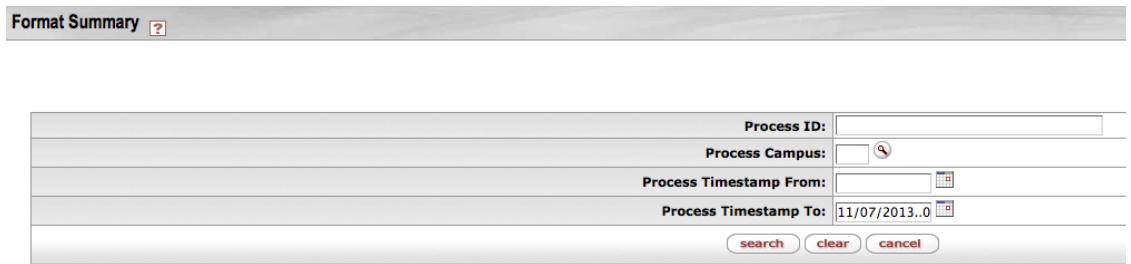 Format Summary ?
Process ID:
Process Campus:
Process Timestamp From:
Process Timestamp To: 11/07/2013..0
search clear cancel